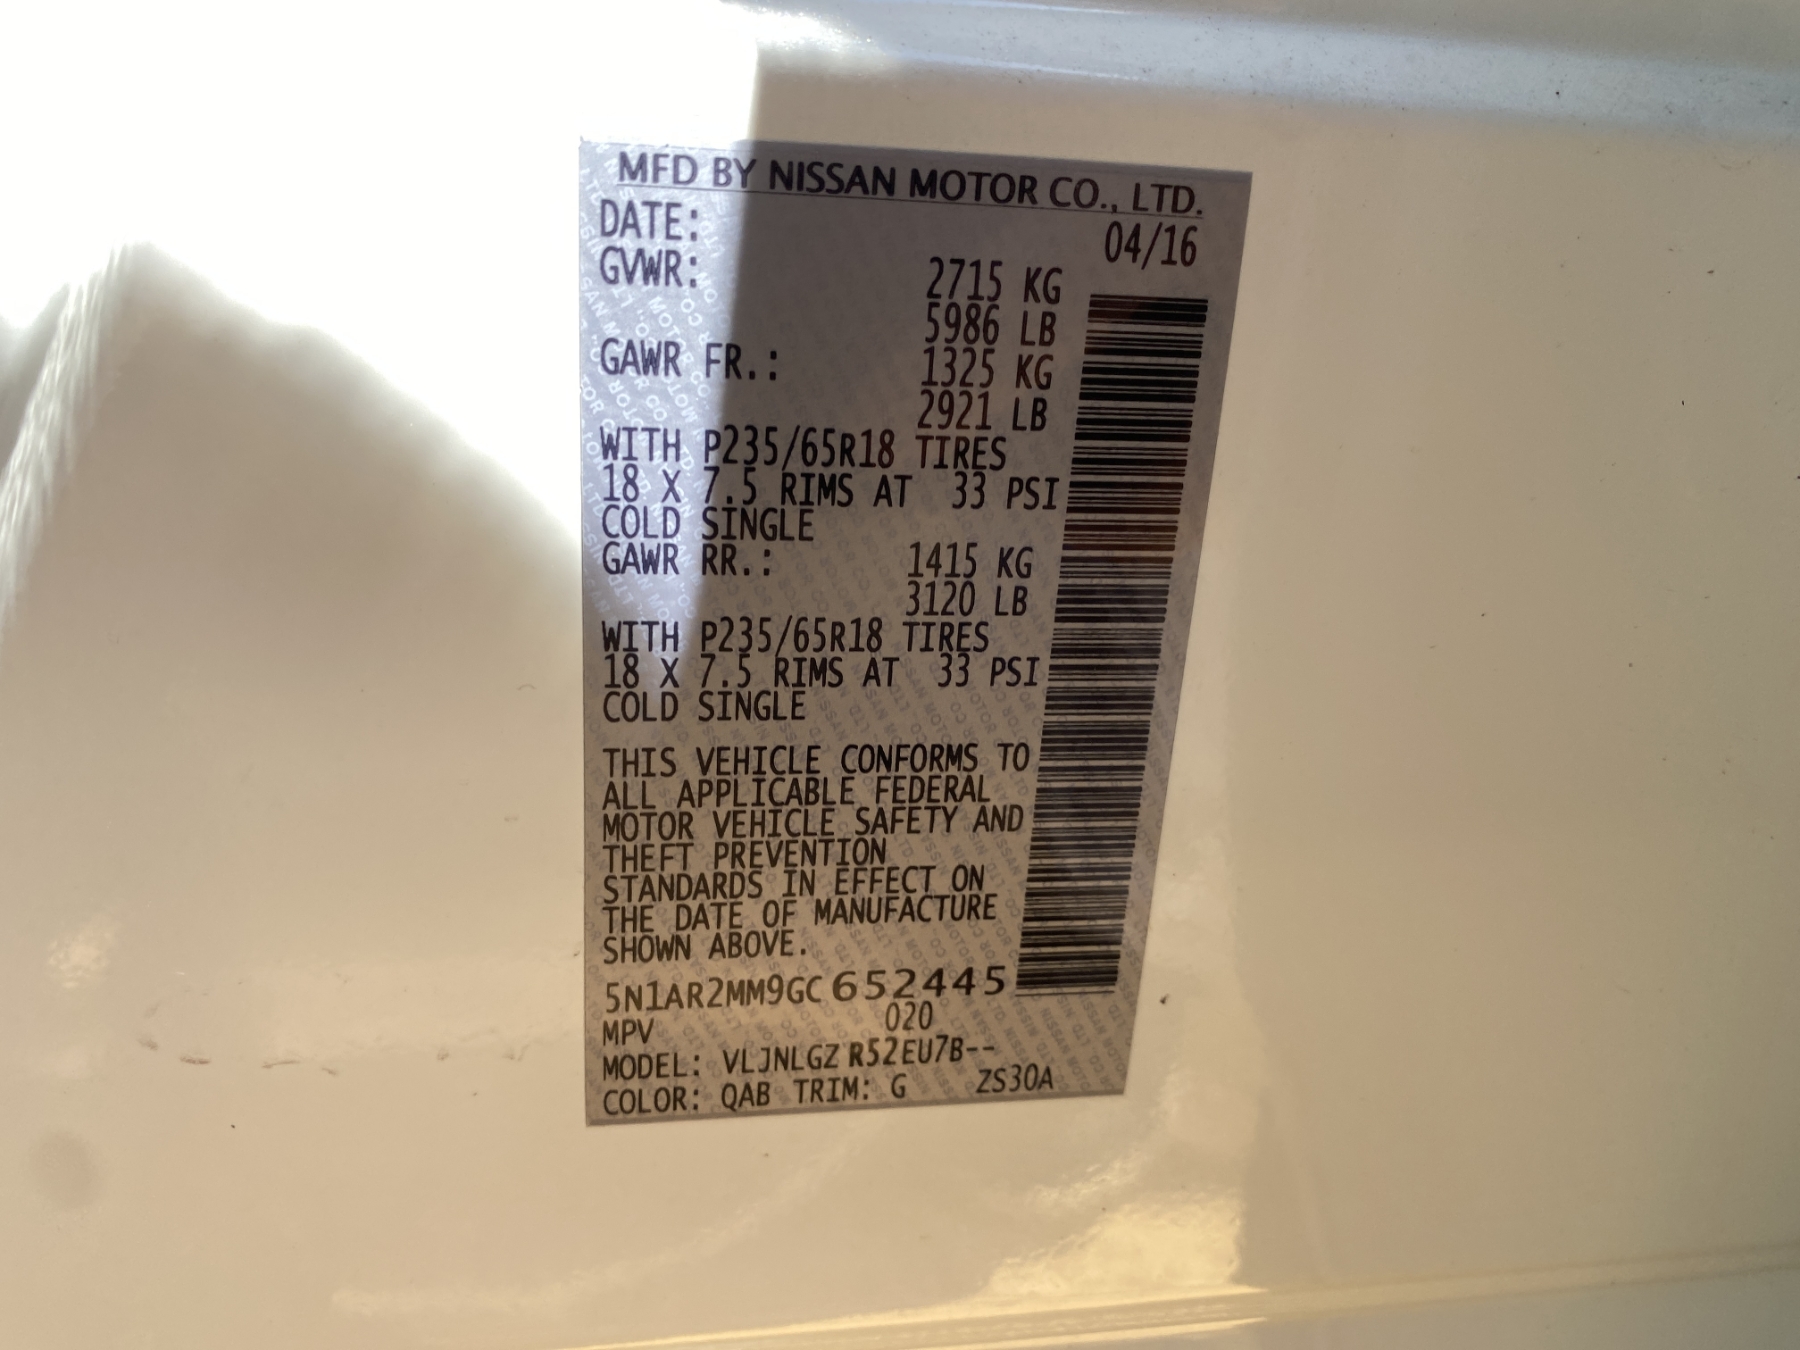 MFD BY NISSAN MOTOR CO., LTD.
DATE: 04/16
GVWR: 2715 KG
5986 LB
GAWR FR.: 1325 KG
2921 LB
WITH P235/65R18 TIRES
18 X 7.5 RIMS AT 33 PSI
COLD SINGLE
GAWR RR.: 1415 KG
3120 LB
WITH P235/65R18 TIRES
18 X 7.5 RIMS AT 33 PSI
COLD SINGLE
THIS VEHICLE CONFORMS TO
ALL APPLICABLE FEDERAL
MOTOR VEHICLE SAFETY AND
THEFT PREVENTION
STANDARDS IN EFFECT ON
THE DATE OF MANUFACTURE
SHOWN ABOVE.
5N1AR2MM9GC652445
MPV 020
MODEL: VLJNLGZ R52EU7B--
COLOR: QAB TRIM: G ZS30A